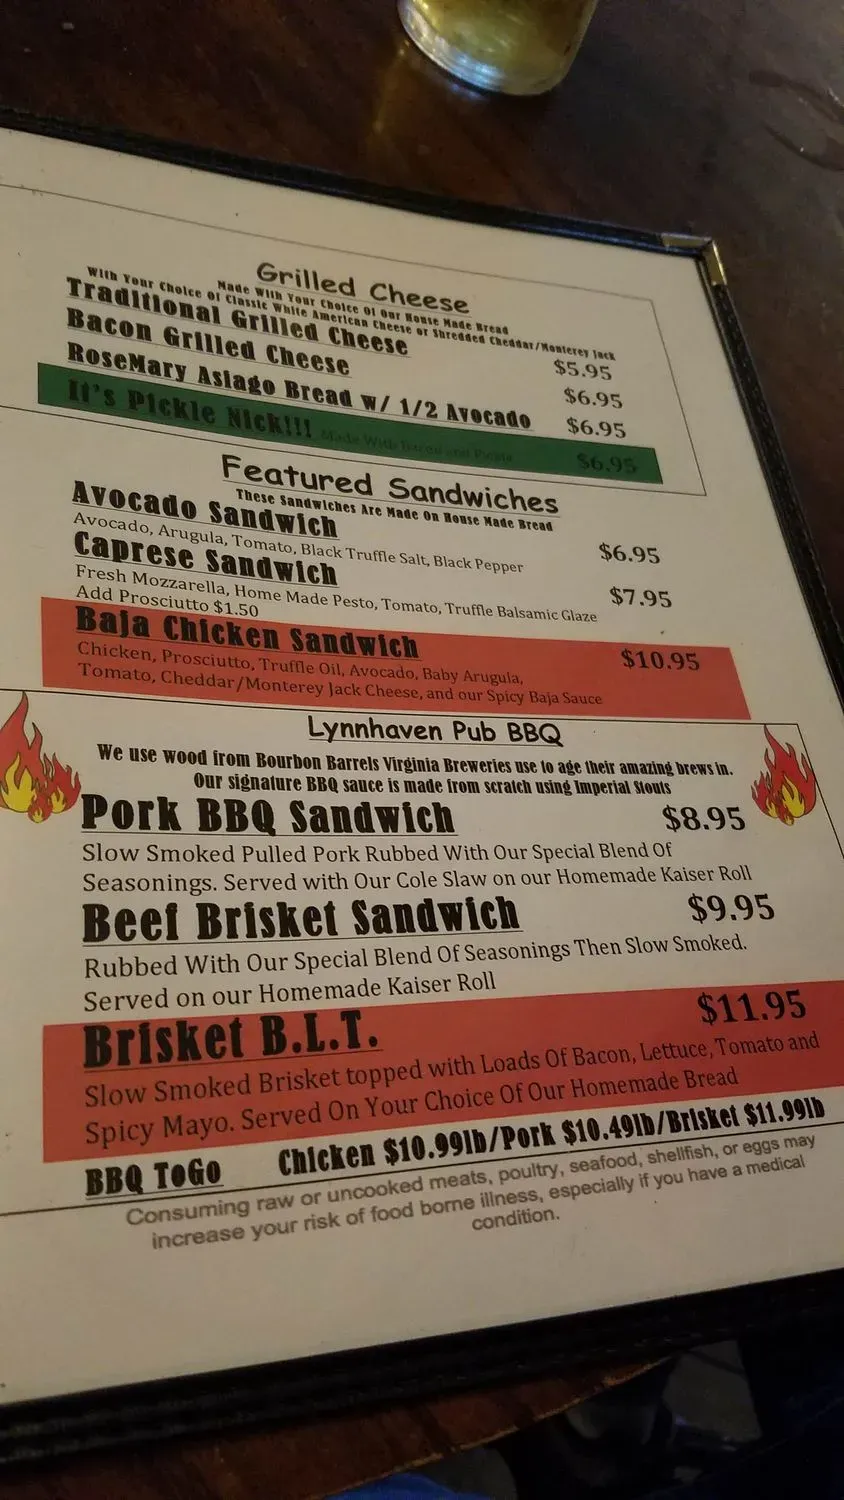 Grilled Cheese
Made With Your Choice Of Our House Made Bread
With Your Choice Of Classic White American Cheese or Shredded Cheddar/Monterey Jack
Traditional Grilled Cheese $5.95
Bacon Grilled Cheese $6.95
RoseMary Asiago Bread w/ 1/2 Avocado $6.95
It's Pickle Nick!!! Made With Bacon and Pickle $6.95
Featured Sandwiches
These Sandwiches Are Made On House Made Bread
Avocado Sandwich $6.95
Avocado, Arugula, Tomato, Black Truffle Salt, Black Pepper
Caprese Sandwich $7.95
Fresh Mozzarella, Home Made Pesto, Tomato, Truffle Balsamic Glaze
Add Prosciutto $1.50
Baja Chicken Sandwich $10.95
Chicken, Prosciutto, Truffle Oil, Avocado, Baby Arugula,
Tomato, Cheddar/Monterey Jack Cheese, and our Spicy Baja Sauce
Lynnhaven Pub BBQ
We use wood from Bourbon Barrels Virginia Breweries use to age their amazing brews in.
Our signature BBQ sauce is made from scratch using Imperial Stouts
Pork BBQ Sandwich $8.95
Slow Smoked Pulled Pork Rubbed With Our Special Blend Of
Seasonings. Served with Our Cole Slaw on our Homemade Kaiser Roll
Beef Brisket Sandwich $9.95
Rubbed With Our Special Blend Of Seasonings Then Slow Smoked.
Served on our Homemade Kaiser Roll
Brisket B.L.T. $11.95
Slow Smoked Brisket topped with Loads Of Bacon, Lettuce, Tomato and
Spicy Mayo. Served On Your Choice Of Our Homemade Bread
BBQ ToGo Chicken $10.99lb/Pork $10.49lb/Brisket $11.99lb
Consuming raw or uncooked meats, poultry, seafood, shellfish, or eggs may
increase your risk of food borne illness, especially if you have a medical
condition.